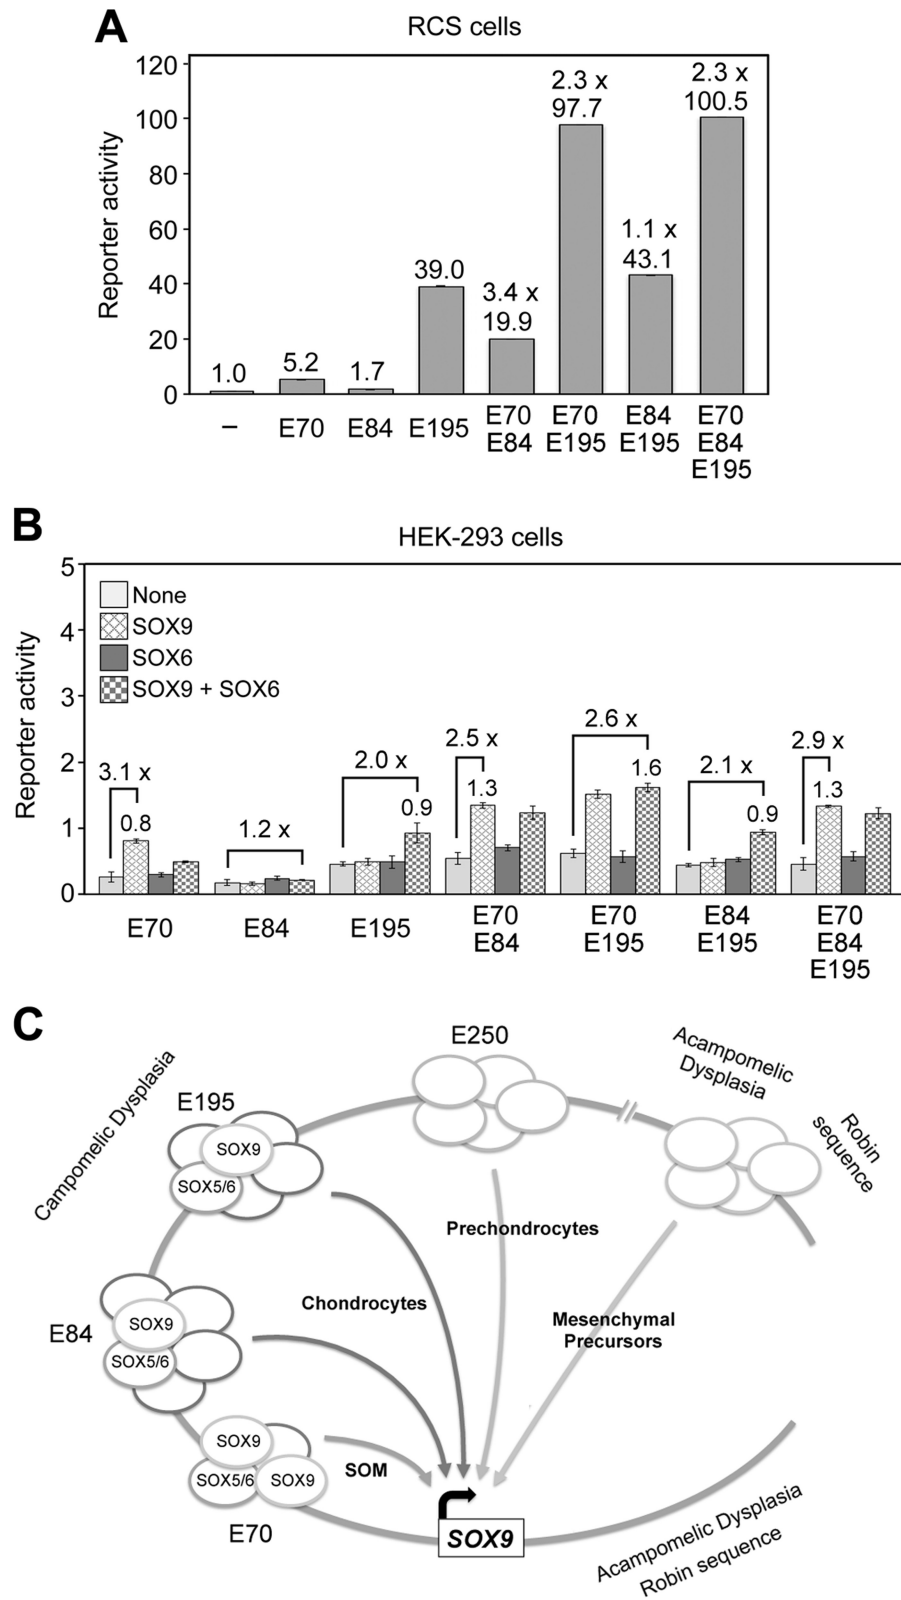 A
RCS cells
Reporter activity
120
100
80
60
40
20
0
1.0
5.2
1.7
39.0
3.4 x
19.9
2.3 x
97.7
1.1 x
43.1
2.3 x
100.5
–
E70
E84
E195
E70
E84
E70
E195
E84
E195
E70
E84
E195
B
HEK-293 cells
Reporter activity
5
4
3
2
1
0
None
SOX9
SOX6
SOX9 + SOX6
3.1 x
0.8
1.2 x
2.0 x
0.9
2.5 x
1.3
2.6 x
1.6
2.1 x
0.9
2.9 x
1.3
E70
E84
E195
E70
E84
E70
E195
E84
E195
E70
E84
E195
C
E250
Acampomelic
Dysplasia
Robin
sequence
Campomelic Dysplasia
E195
SOX9
SOX5/6
Prechondrocytes
Chondrocytes
Mesenchymal
Precursors
E84
SOX9
SOX5/6
SOX9
SOX5/6
SOX9
SOM
E70
SOX9
Acampomelic Dysplasia
Robin sequence